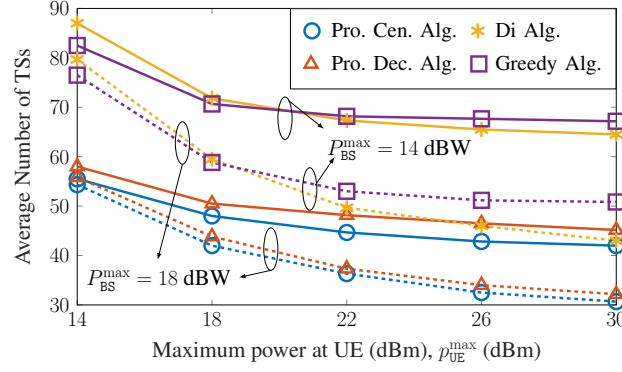 90
80
70
60
50
40
30
Average Number of TSs
Pro. Cen. Alg.
Di Alg.
Pro. Dec. Alg.
Greedy Alg.
P_BS^max = 14 dBW
P_BS^max = 18 dBW
14
18
22
26
30
Maximum power at UE (dBm), p_UE^max (dBm)